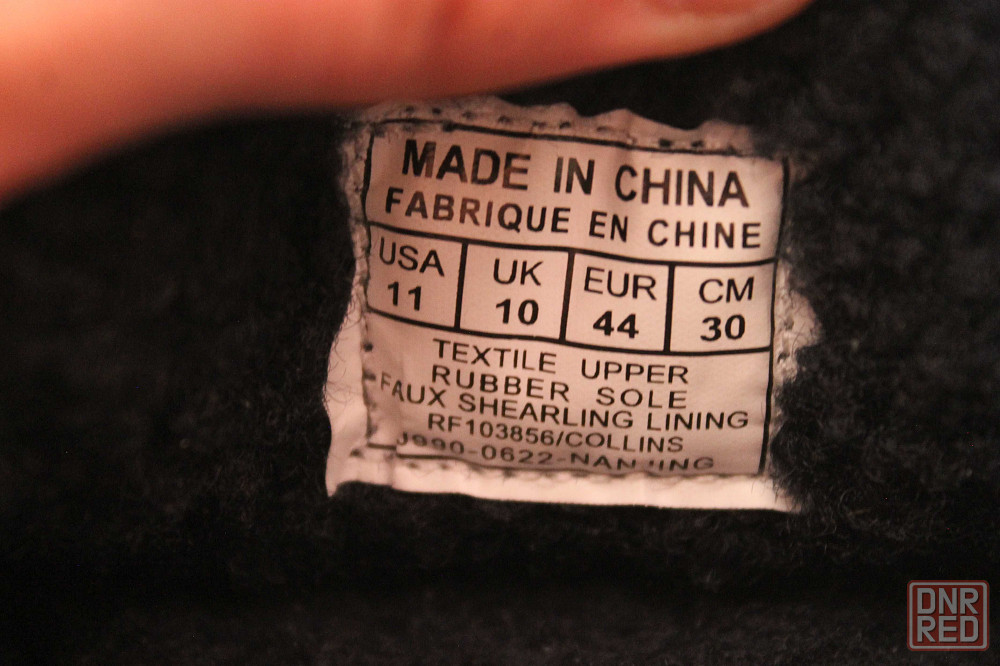 MADE IN CHINA
FABRIQUE EN CHINE
USA UK EUR CM
11 10 44 30
TEXTILE UPPER
RUBBER SOLE
FAUX SHEARLING LINING
RF103856/COLLINS
J990-0622-
DNR
RED